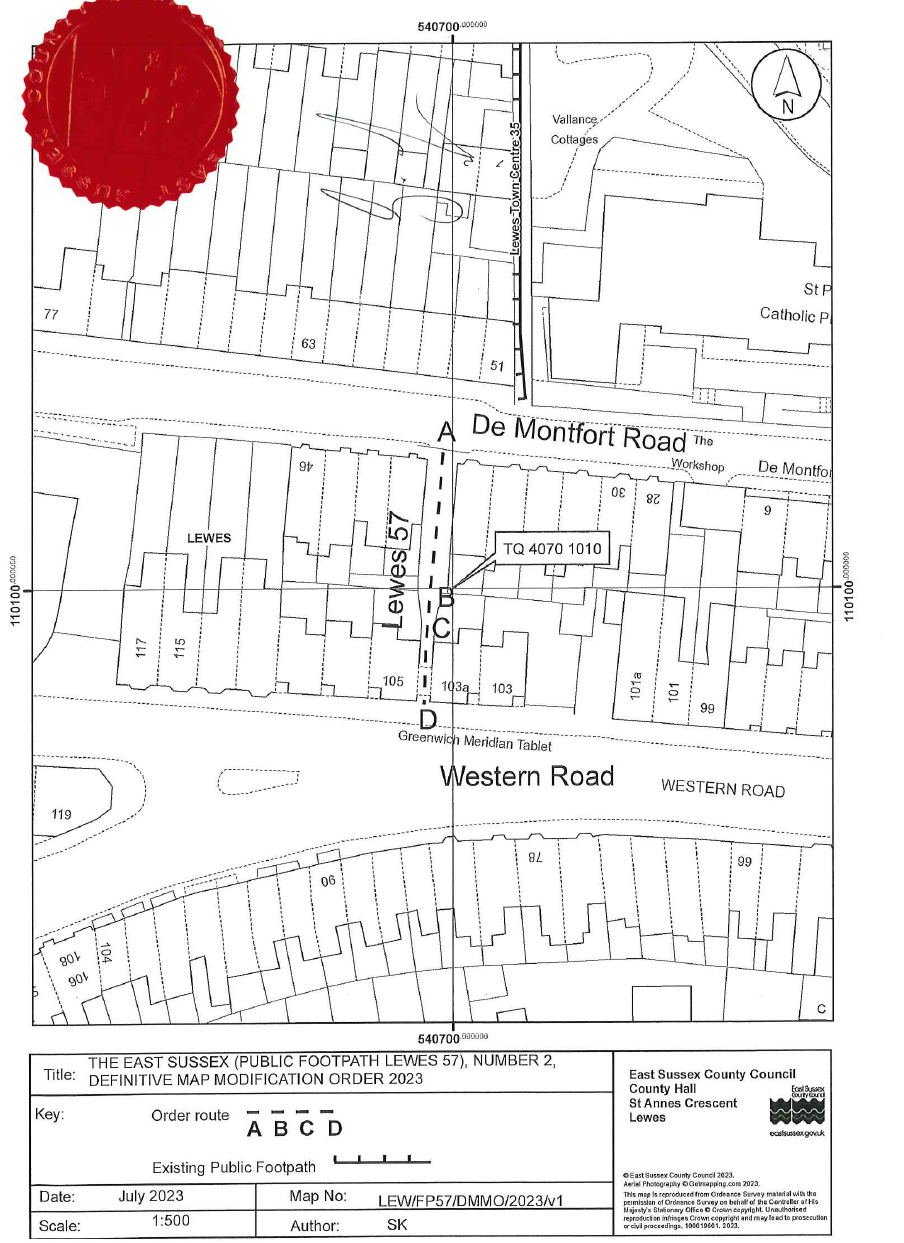 540700.000000
Lewes Town Centre 35
Vallance
Cottages
N
St P
Catholic P
77
63
51
A
De Montfort Road
The
Workshop
De Montfo
46
30
28
9
Lewes 57
LEWES
TQ 4070 1010
110100.000000
110100.000000
B
C
117
115
105
103a
103
101a
101
99
D
Greenwich Meridian Tablet
Western Road
WESTERN ROAD
119
78
66
90
108
106
104
C
540700.000000
Title:
THE EAST SUSSEX (PUBLIC FOOTPATH LEWES 57), NUMBER 2,
DEFINITIVE MAP MODIFICATION ORDER 2023
Key:
Order route
A B C D
Existing Public Footpath
Date: July 2023
Map No: LEW/FP57/DMMO/2023/v1
Scale: 1:500
Author: SK
East Sussex County Council
County Hall
St Annes Crescent
Lewes
East Sussex
County Council
eastsussex.gov.uk
© East Sussex County Council 2023.
Aerial Photography © Getmapping.com 2023.
This map is reproduced from Ordnance Survey material with the
permission of Ordnance Survey on behalf of the Controller of His
Majesty's Stationary Office © Crown copyright. Unauthorised
reproduction infringes Crown copyright and may lead to prosecution
or civil proceedings. 100019601, 2023.